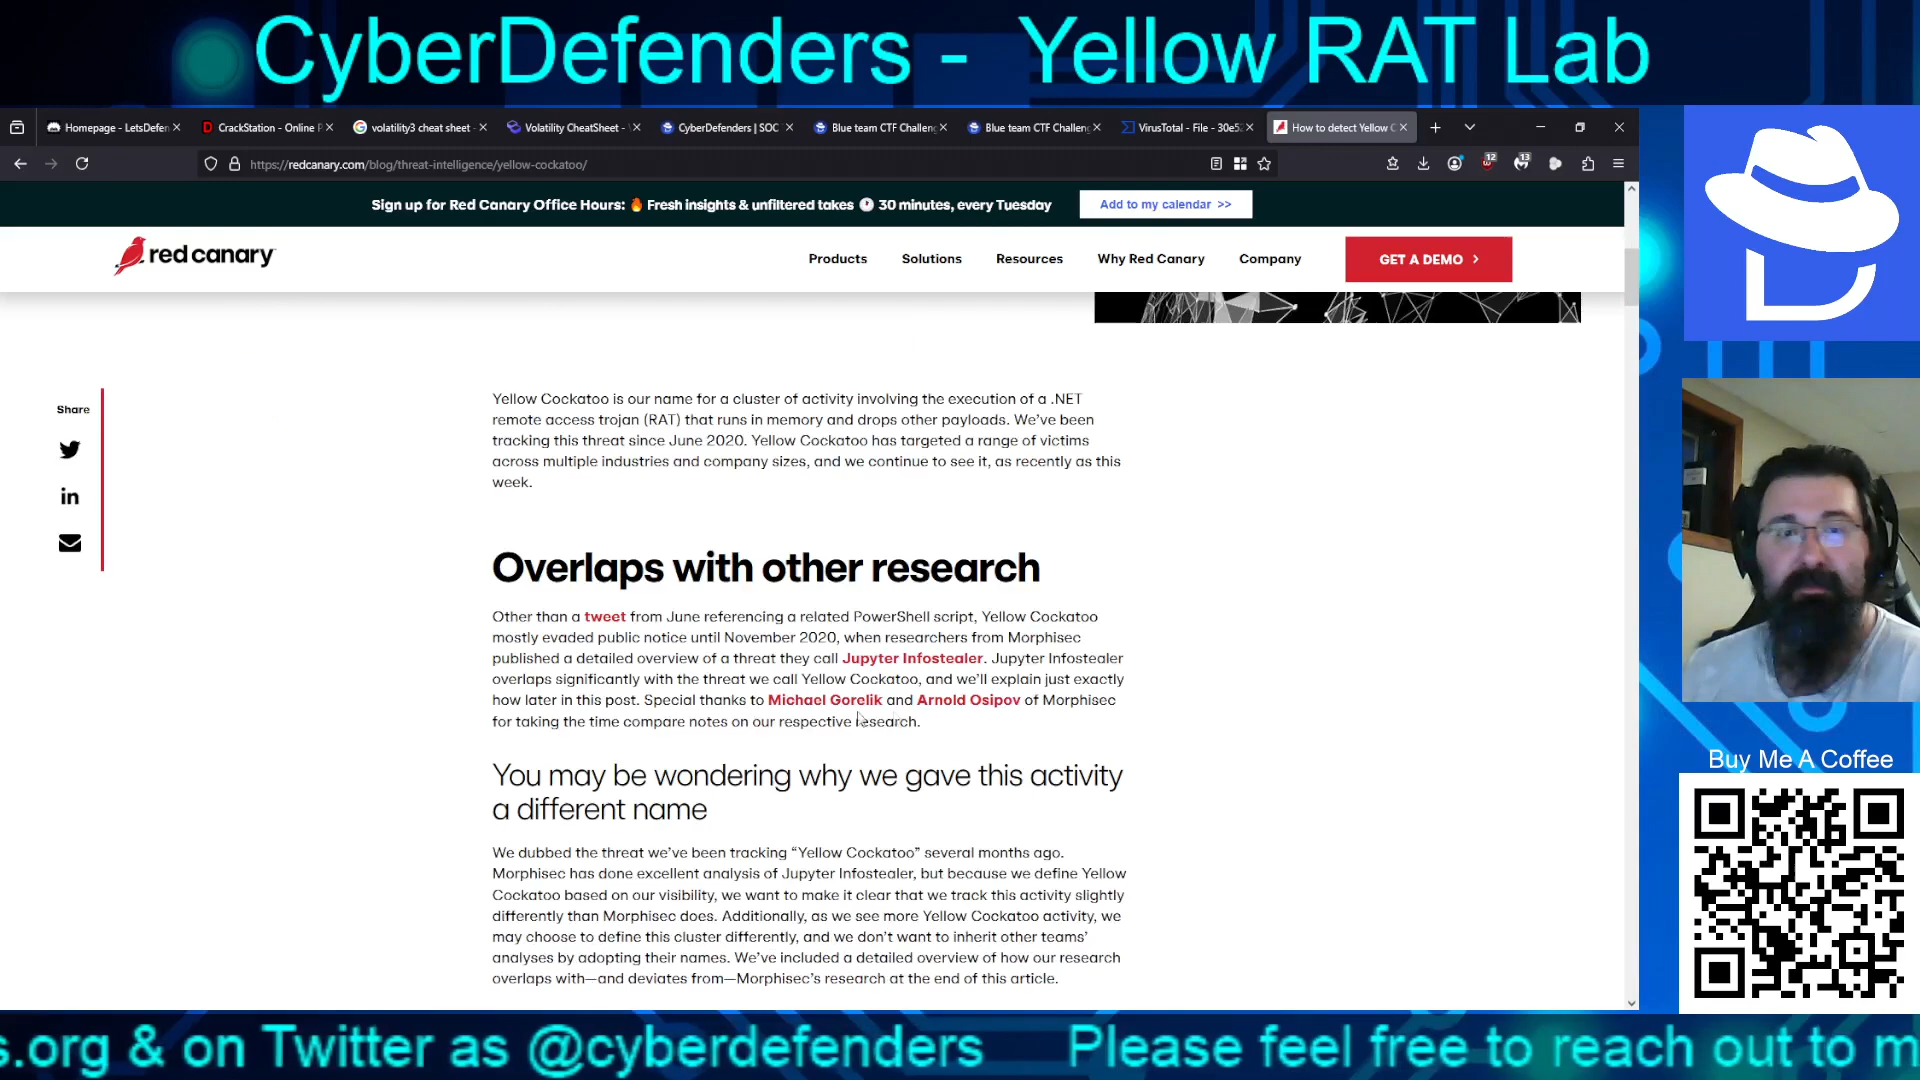 CyberDefenders - Yellow RAT Lab
Homepage - LetsDefen
CrackStation - Online P
volatility3 cheat sheet -
Volatility CheatSheet -
CyberDefenders | SOC
Blue team CTF Challeng
Blue team CTF Challeng
VirusTotal - File - 30e52
How to detect Yellow C
https://redcanary.com/blog/threat-intelligence/yellow-cockatoo/
12
13
Sign up for Red Canary Office Hours: 🔥 Fresh insights & unfiltered takes 🕐 30 minutes, every Tuesday
Add to my calendar >>
red canary
Products
Solutions
Resources
Why Red Canary
Company
GET A DEMO >
Share
in
Yellow Cockatoo is our name for a cluster of activity involving the execution of a .NET
remote access trojan (RAT) that runs in memory and drops other payloads. We've been
tracking this threat since June 2020. Yellow Cockatoo has targeted a range of victims
across multiple industries and company sizes, and we continue to see it, as recently as this
week.
Overlaps with other research
Other than a tweet from June referencing a related PowerShell script, Yellow Cockatoo
mostly evaded public notice until November 2020, when researchers from Morphisec
published a detailed overview of a threat they call Jupyter Infostealer. Jupyter Infostealer
overlaps significantly with the threat we call Yellow Cockatoo, and we'll explain just exactly
how later in this post. Special thanks to Michael Gorelik and Arnold Osipov of Morphisec
for taking the time compare notes on our respective research.
You may be wondering why we gave this activity
a different name
We dubbed the threat we've been tracking “Yellow Cockatoo” several months ago.
Morphisec has done excellent analysis of Jupyter Infostealer, but because we define Yellow
Cockatoo based on our visibility, we want to make it clear that we track this activity slightly
differently than Morphisec does. Additionally, as we see more Yellow Cockatoo activity, we
may choose to define this cluster differently, and we don't want to inherit other teams'
analyses by adopting their names. We've included a detailed overview of how our research
overlaps with—and deviates from—Morphisec's research at the end of this article.
Buy Me A Coffee
s.org & on Twitter as @cyberdefenders Please feel free to reach out to m